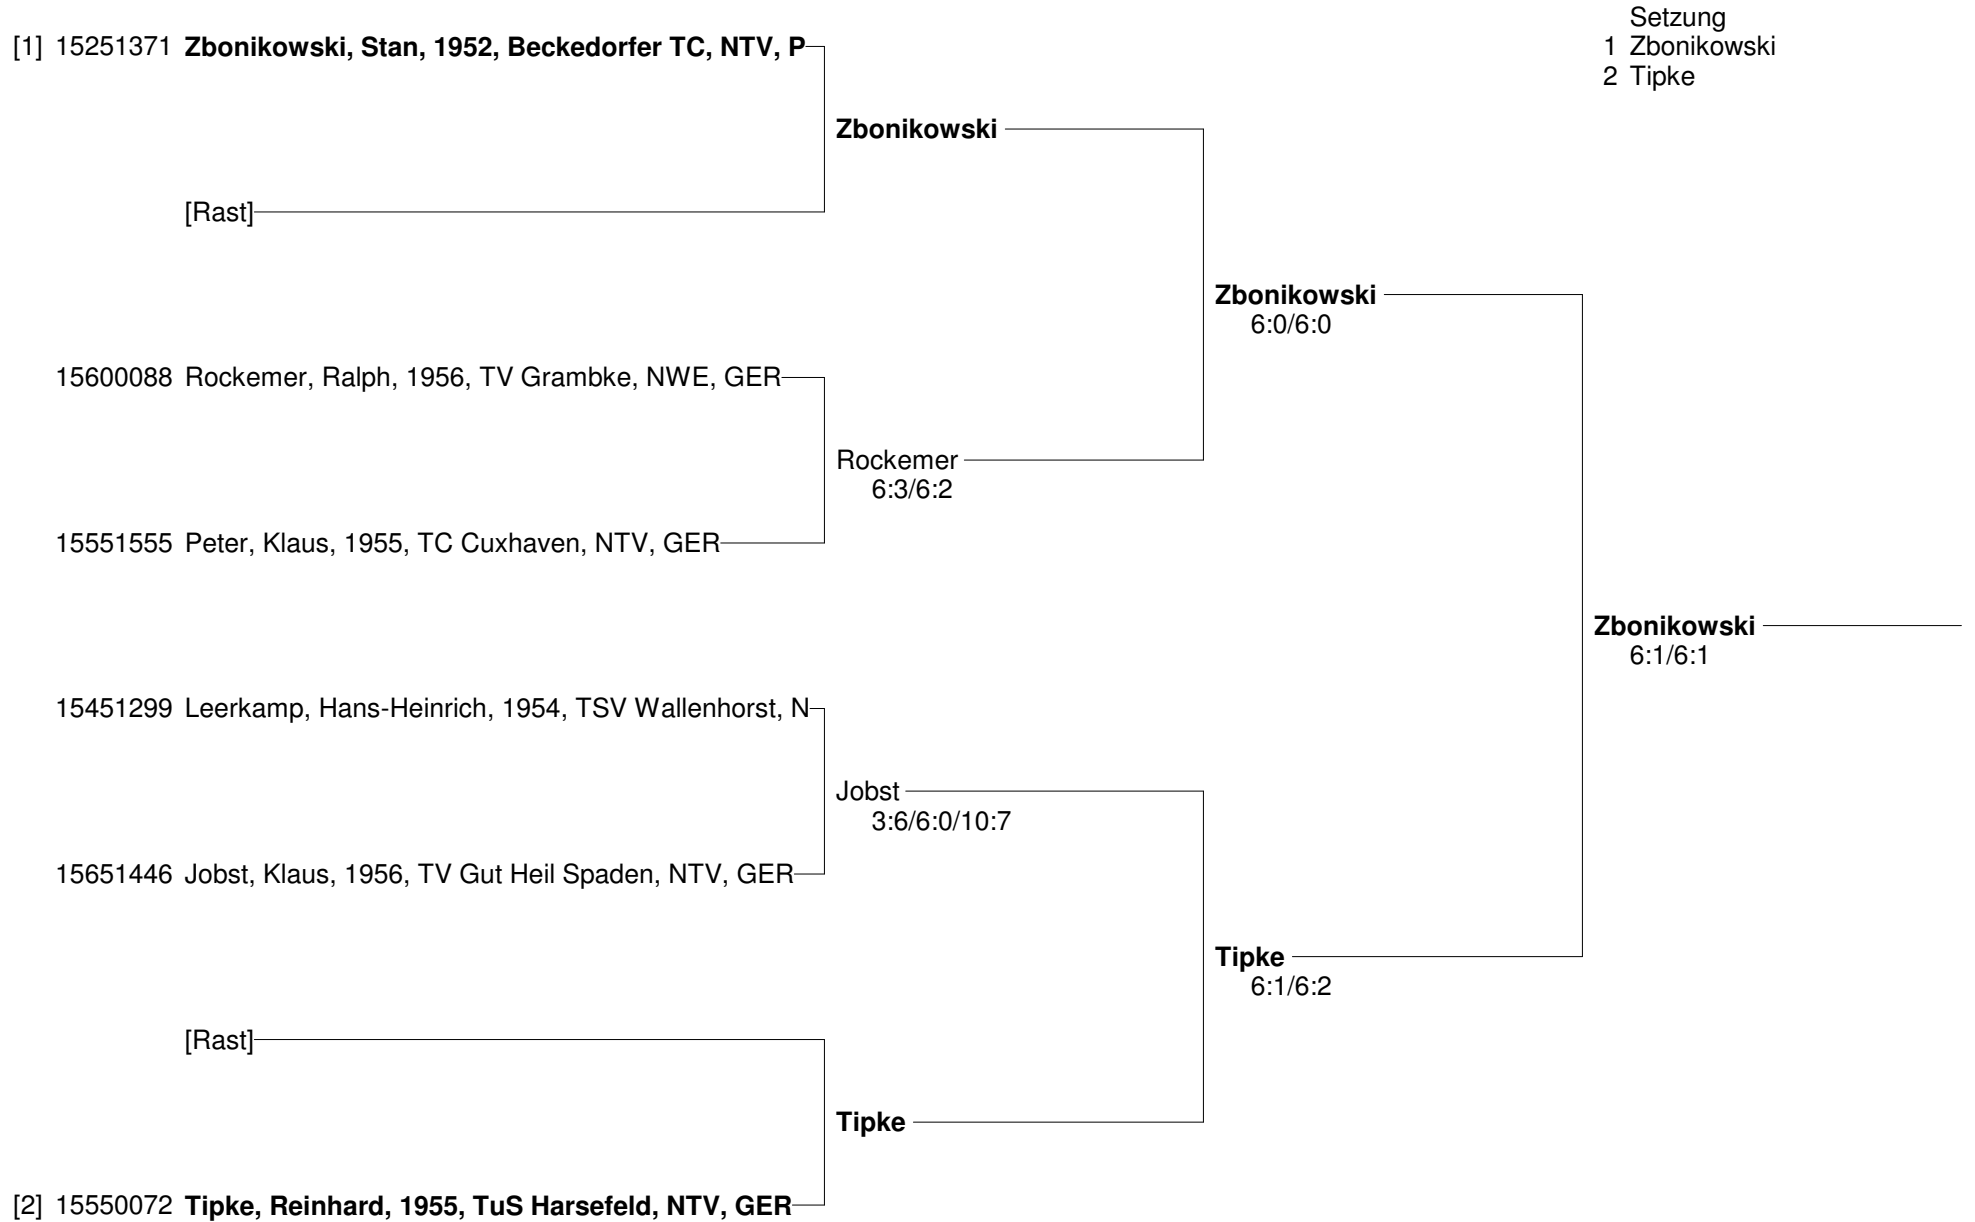 Setzung
[1] 15251371 Zbonikowski, Stan, 1952, Beckedorfer TC, NTV, P
1 Zbonikowski
2 Tipke
Zbonikowski
[Rast]
Zbonikowski
6:0/6:0
15600088 Rockemer, Ralph, 1956, TV Grambke, NWE, GER
Rockemer
6:3/6:2
15551555 Peter, Klaus, 1955, TC Cuxhaven, NTV, GER
Zbonikowski
6:1/6:1
15451299 Leerkamp, Hans-Heinrich, 1954, TSV Wallenhorst, N
Jobst
3:6/6:0/10:7
15651446 Jobst, Klaus, 1956, TV Gut Heil Spaden, NTV, GER
Tipke
6:1/6:2
[Rast]
Tipke
[2] 15550072 Tipke, Reinhard, 1955, TuS Harsefeld, NTV, GER